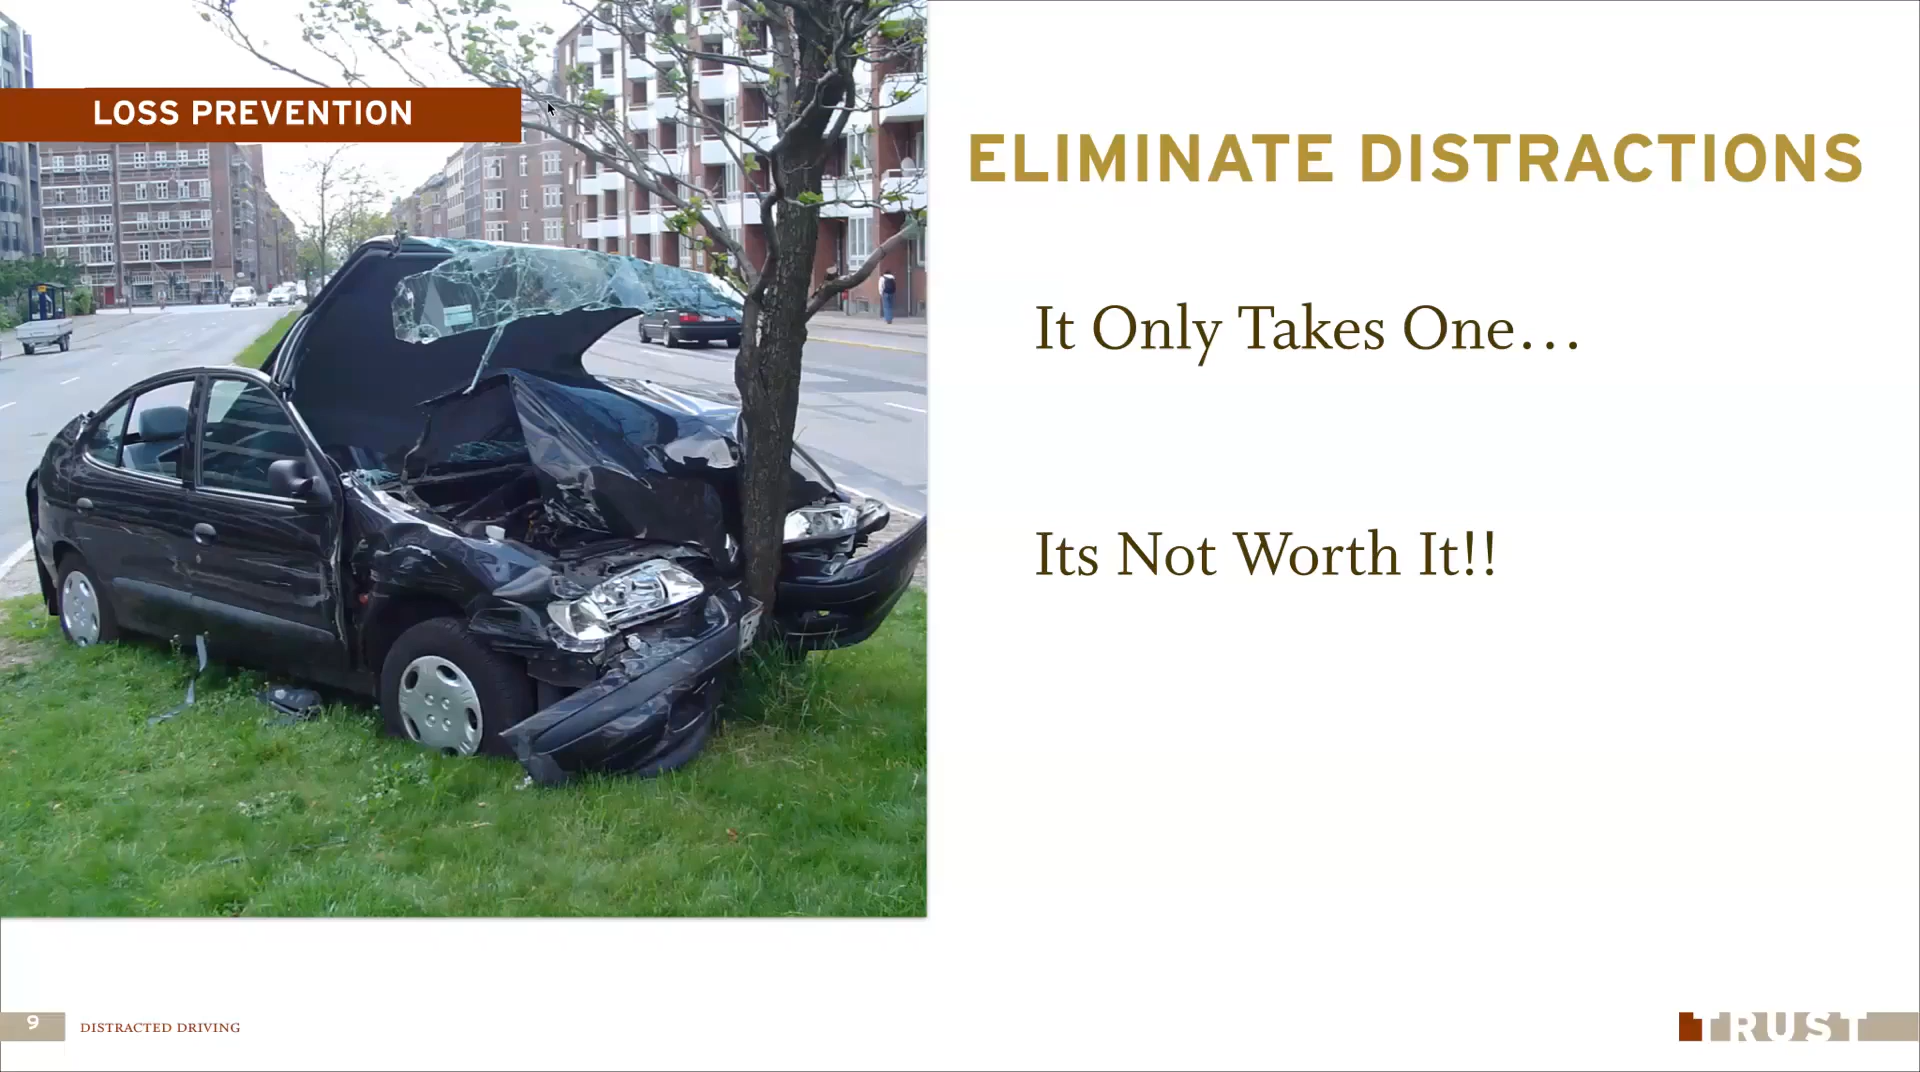 LOSS PREVENTION
ELIMINATE DISTRACTIONS
It Only Takes One…
Its Not Worth It!!
9
DISTRACTED DRIVING
TRUST